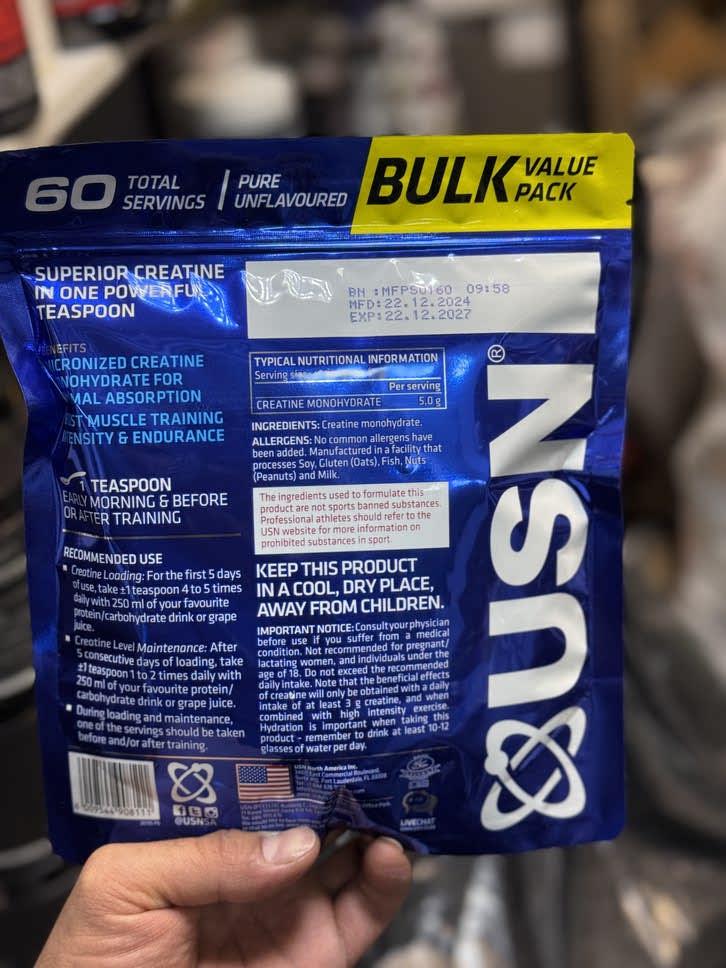 60 TOTAL SERVINGS | PURE UNFLAVOURED
BULK VALUE PACK
SUPERIOR CREATINE
IN ONE POWERFUL
TEASPOON
BN :MFPS0160 09:58
MFD:22.12.2024
EXP:22.12.2027
NEFITS
ICRONIZED CREATINE
NOHYDRATE FOR
MAL ABSORPTION
ST MUSCLE TRAINING
TENSITY & ENDURANCE
1 TEASPOON
EARLY MORNING & BEFORE
OR AFTER TRAINING
RECOMMENDED USE
▪ Creatine Loading: For the first 5 days
of use, take ±1 teaspoon 4 to 5 times
daily with 250 ml of your favourite
protein/carbohydrate drink or grape
juice.
▪ Creatine Level Maintenance: After
5 consecutive days of loading, take
±1 teaspoon 1 to 2 times daily with
250 ml of your favourite protein/
carbohydrate drink or grape juice.
▪ During loading and maintenance,
one of the servings should be taken
before and/or after training.
TYPICAL NUTRITIONAL INFORMATION
Serving
Per serving
CREATINE MONOHYDRATE 5.0 g
INGREDIENTS: Creatine monohydrate.
ALLERGENS: No common allergens have
been added. Manufactured in a facility that
processes Soy, Gluten (Oats), Fish, Nuts
(Peanuts) and Milk.
The ingredients used to formulate this
product are not sports banned substances.
Professional athletes should refer to the
USN website for more information on
prohibited substances in sport.
KEEP THIS PRODUCT
IN A COOL, DRY PLACE,
AWAY FROM CHILDREN.
IMPORTANT NOTICE: Consult your physician
before use if you suffer from a medical
condition. Not recommended for pregnant/
lactating women, and individuals under the
age of 18. Do not exceed the recommended
daily intake. Note that the beneficial effects
of creatine will only be obtained with a daily
intake of at least 3 g creatine, and when
combined with high intensity exercise.
Hydration is important when taking this
product - remember to drink at least 10-12
glasses of water per day.
USN®
6 009544 908111
@USNSA
USN North America Inc.
East Commercial Boulevard,
Fort Lauderdale, FL
LIVECHAT